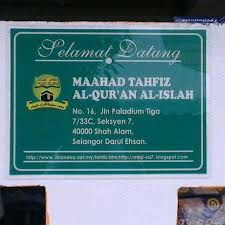 Selamat Datang
MAAHAD TAHFIZ
AL-QUR'AN AL-ISLAH
No. 16, Jln Paladium Tiga
7/33C, Seksyen 7,
40000 Shah Alam,
Selangor Darul Ehsan.